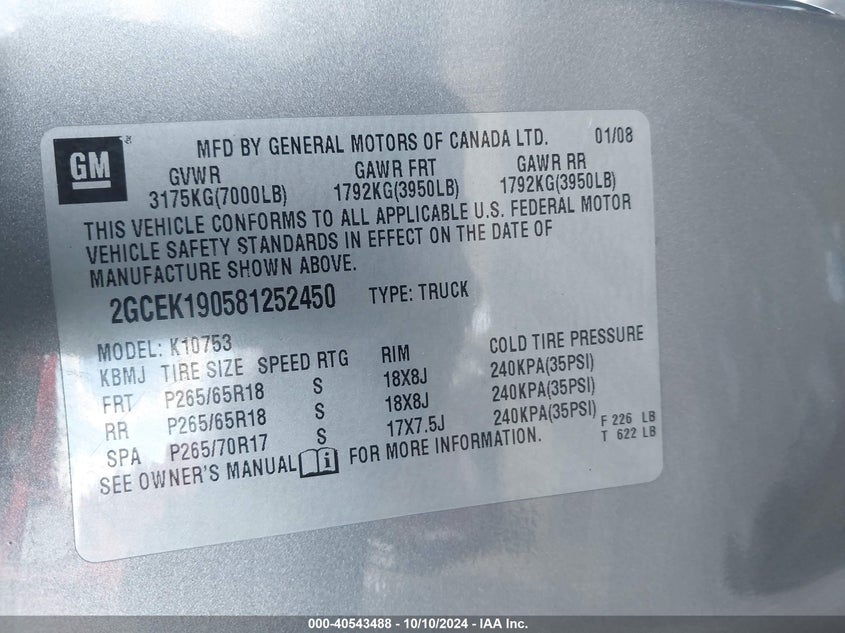 GM
MFD BY GENERAL MOTORS OF CANADA LTD. 01/08
GVWR GAWR FRT GAWR RR
3175KG(7000LB) 1792KG(3950LB) 1792KG(3950LB)
THIS VEHICLE CONFORMS TO ALL APPLICABLE U.S. FEDERAL MOTOR
VEHICLE SAFETY STANDARDS IN EFFECT ON THE DATE OF
MANUFACTURE SHOWN ABOVE.
2GCEK190581252450 TYPE: TRUCK
MODEL: K10753
KBMJ TIRE SIZE SPEED RTG RIM COLD TIRE PRESSURE
FRT P265/65R18 S 18X8J 240KPA(35PSI)
RR P265/65R18 S 18X8J 240KPA(35PSI)
SPA P265/70R17 S 17X7.5J 240KPA(35PSI)
SEE OWNER'S MANUAL i FOR MORE INFORMATION.
F 226 LB
T 622 LB
000-40543488 - 10/10/2024 - IAA Inc.